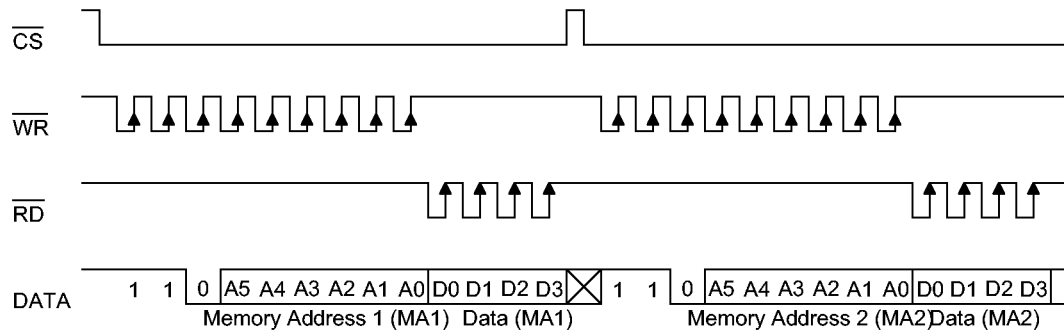 CS
WR
RD
DATA 1 1 0 A5 A4 A3 A2 A1 A0 D0 D1 D2 D3 1 1 0 A5 A4 A3 A2 A1 A0 D0 D1 D2 D3
Memory Address 1 (MA1) Data (MA1) Memory Address 2 (MA2) Data (MA2)